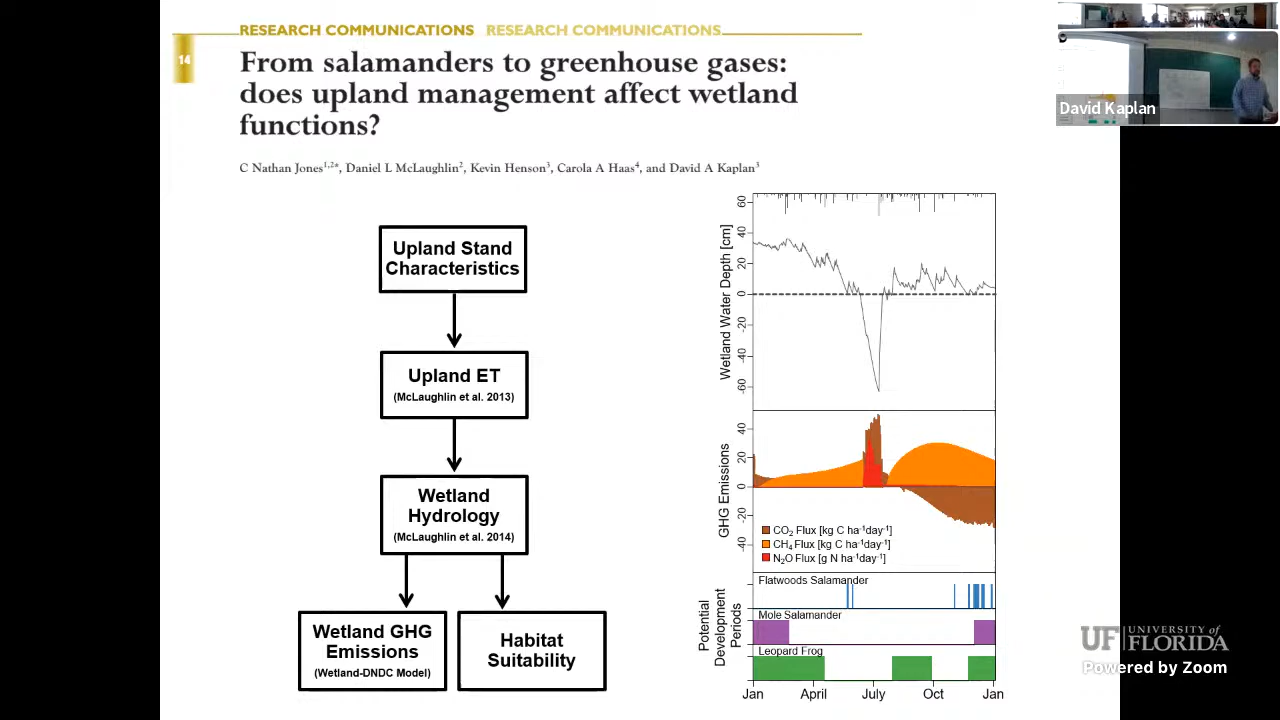 RESEARCH COMMUNICATIONS RESEARCH COMMUNICATIONS
14
From salamanders to greenhouse gases:
does upland management affect wetland
functions?
C Nathan Jones1,2*, Daniel L McLaughlin2, Kevin Henson3, Carola A Haas4, and David A Kaplan3
Upland Stand
Characteristics
Upland ET
(McLaughlin et al. 2013)
Wetland
Hydrology
(McLaughlin et al. 2014)
Wetland GHG
Emissions
(Wetland-DNDC Model)
Habitat
Suitability
Wetland Water Depth [cm]
60
40
20
0
-20
-40
-60
GHG Emissions
40
20
0
-20
-40
CO2 Flux [kg C ha-1day-1]
CH4 Flux [kg C ha-1day-1]
N2O Flux [g N ha-1day-1]
Potential
Development
Periods
Flatwoods Salamander
Mole Salamander
Leopard Frog
Jan April July Oct Jan
David Kaplan
UF UNIVERSITY of
FLORIDA
Powered by Zoom